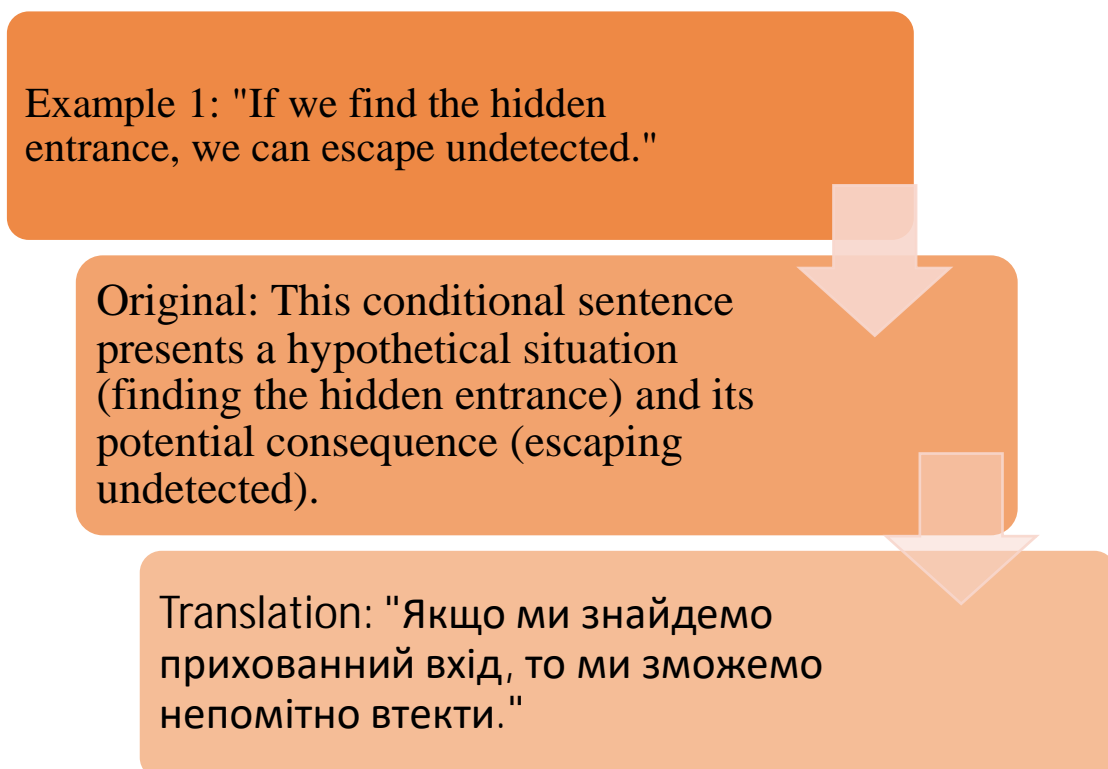 Example 1: "If we find the hidden
entrance, we can escape undetected."
Original: This conditional sentence
presents a hypothetical situation
(finding the hidden entrance) and its
potential consequence (escaping
undetected).
Translation: "Якщо ми знайдемо
прихованний вхід, то ми зможемо
непомітно втекти."